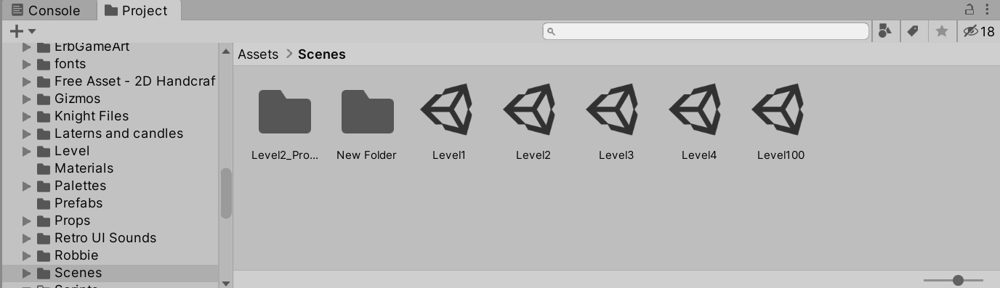 Console
Project
18
ErbGameArt
fonts
Free Asset - 2D Handcraf
Gizmos
Knight Files
Laterns and candles
Level
Materials
Palettes
Prefabs
Props
Retro UI Sounds
Robbie
Scenes
Scripts
Assets > Scenes
Level2_Pro...
New Folder
Level1
Level2
Level3
Level4
Level100